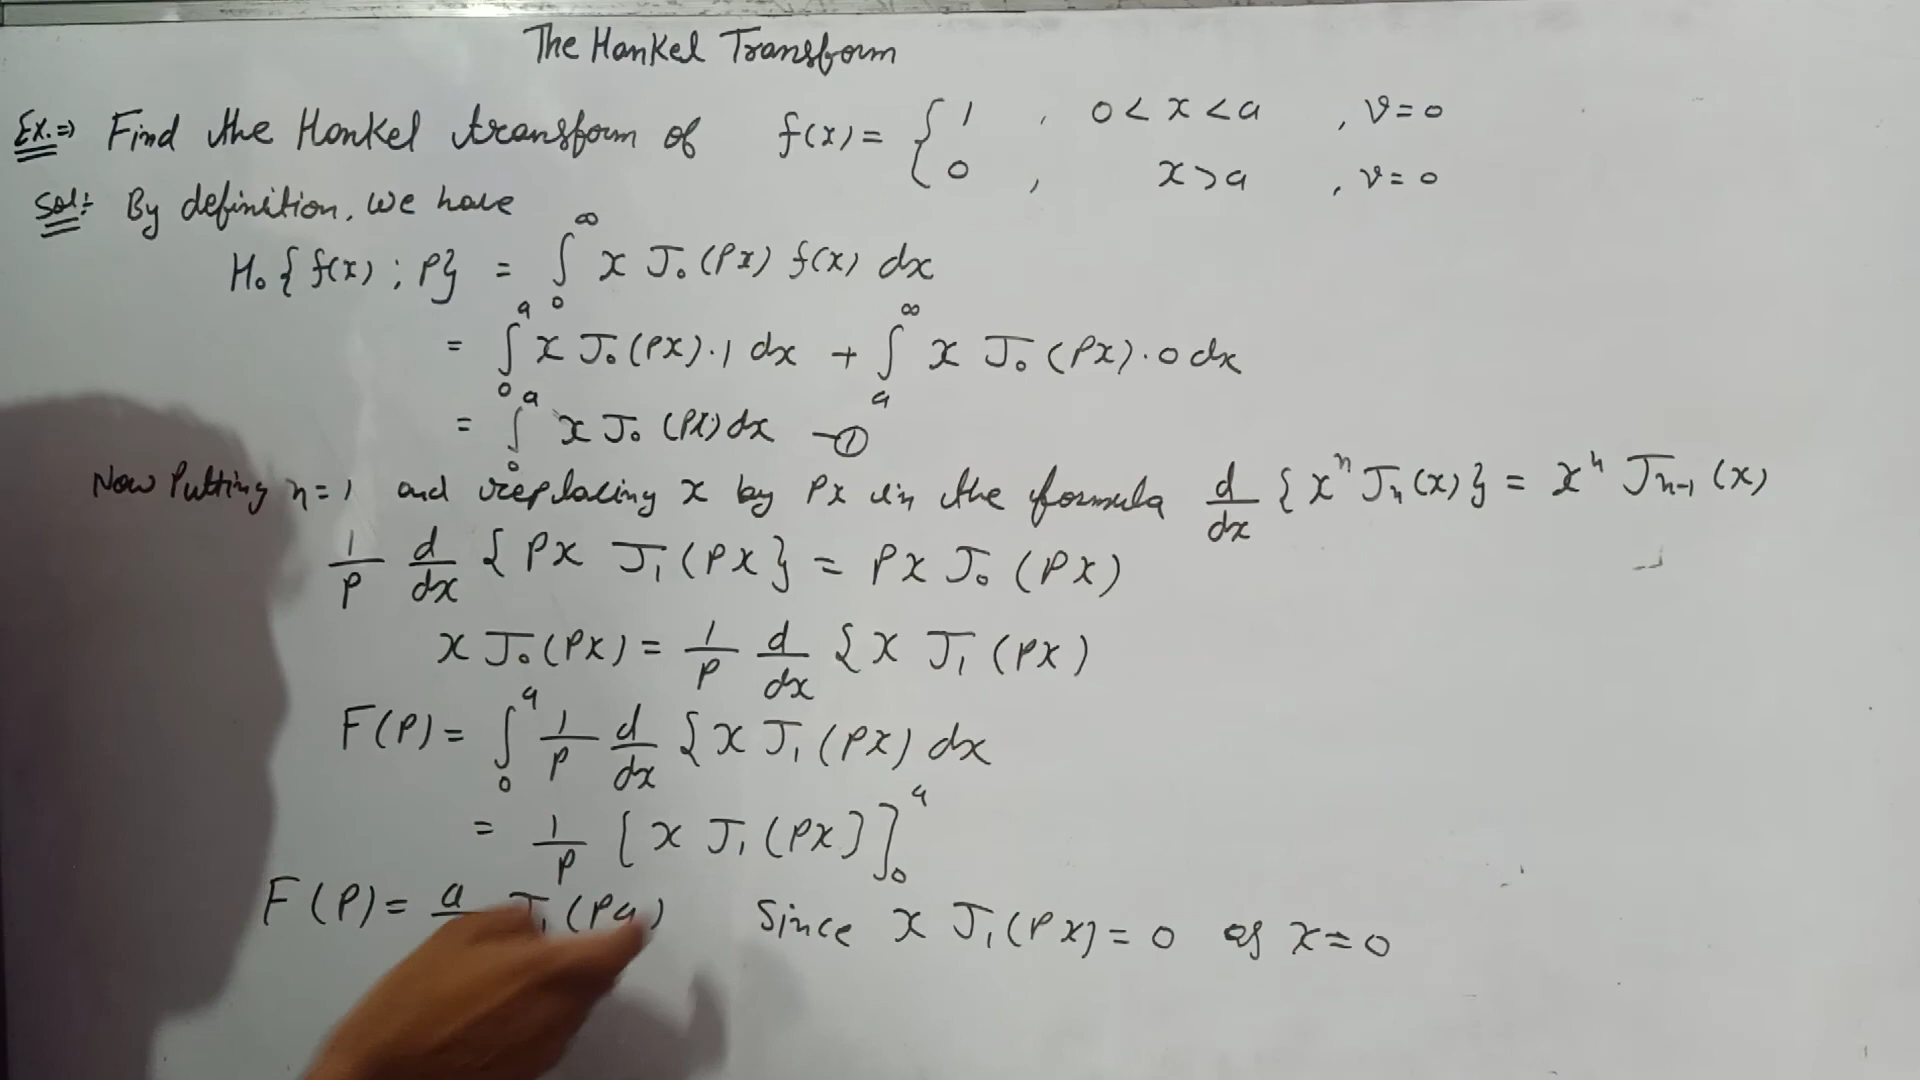 The Hankel Transform
Ex.⇒ Find the Hankel transform of f(x) = { 1 , 0 < x < a , ν = 0
0 , x > a , ν = 0
Sol: By definition, we have
H₀ { f(x) ; P} = ∫₀^∞ x J₀ (Px) f(x) dx
= ∫₀^a x J₀ (Px) · 1 dx + ∫ₐ^∞ x J₀ (Px) · 0 dx
= ∫₀^a x J₀ (Px) dx —①
Now Putting n = 1 and replacing x by Px in the formula d/dx { xⁿ Jₙ(x) } = xⁿ Jₙ₋₁ (x)
1/P d/dx { Px J₁ (Px } = Px J₀ (Px)
x J₀ (Px) = 1/P d/dx { x J₁ (Px)
F(P) = ∫₀^a 1/P d/dx { x J₁ (Px) dx
= 1/P [ x J₁ (Px) ]₀^a
F(P) = a J₁ (Pa) Since x J₁ (Px) = 0 as x = 0